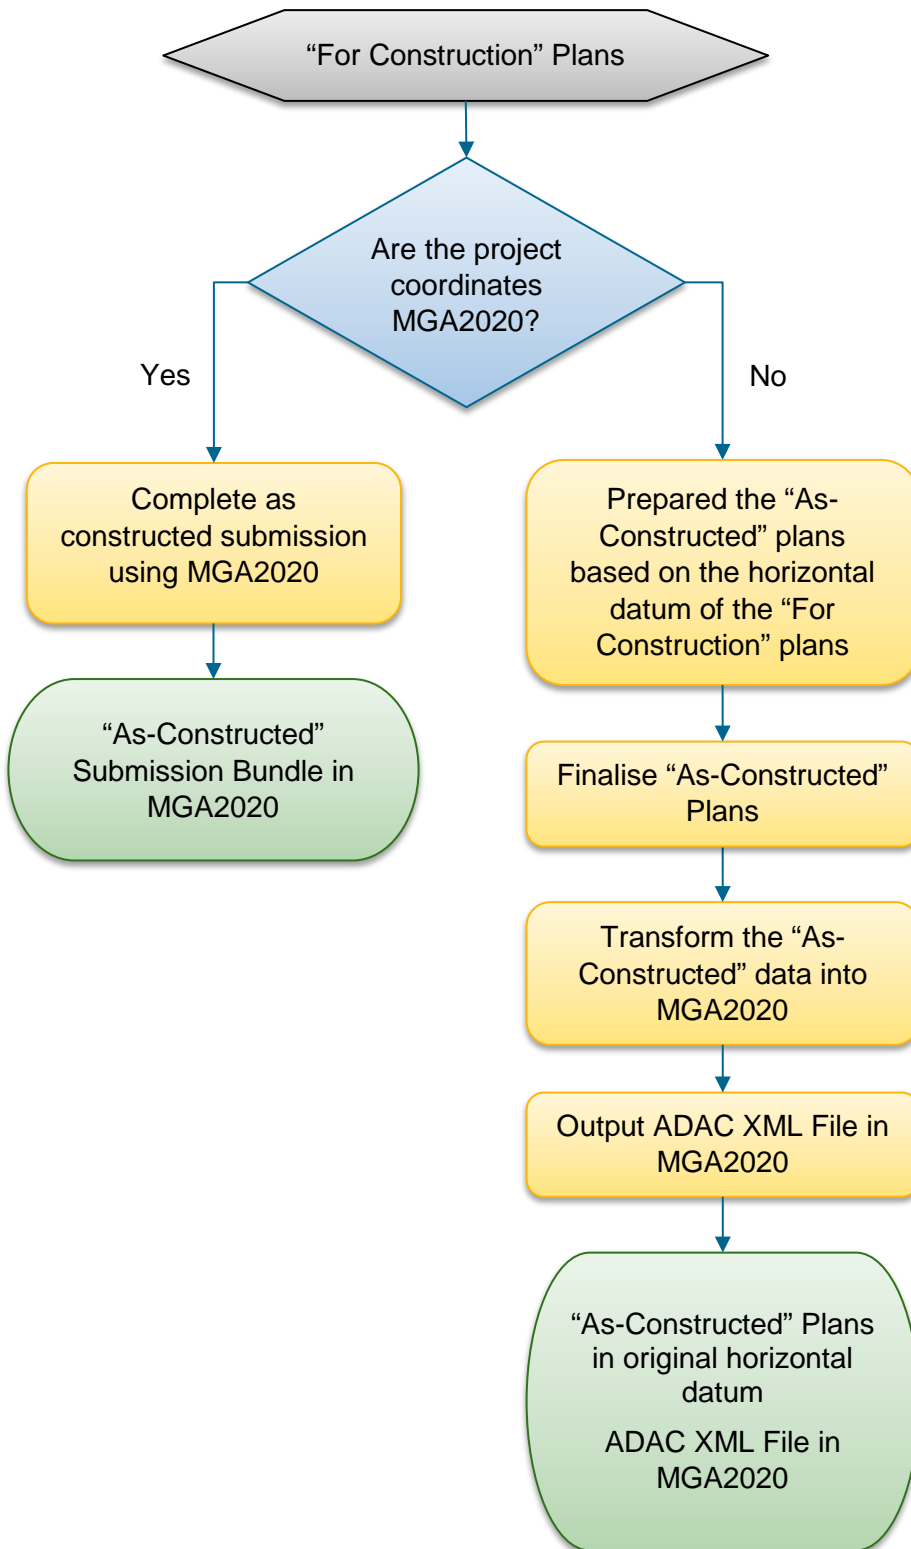 “For Construction” Plans
Are the project
coordinates
MGA2020?
Yes
No
Complete as
constructed submission
using MGA2020
“As-Constructed”
Submission Bundle in
MGA2020
Prepared the “As-
Constructed” plans
based on the horizontal
datum of the “For
Construction” plans
Finalise “As-Constructed”
Plans
Transform the “As-
Constructed” data into
MGA2020
Output ADAC XML File in
MGA2020
“As-Constructed” Plans
in original horizontal
datum
ADAC XML File in
MGA2020